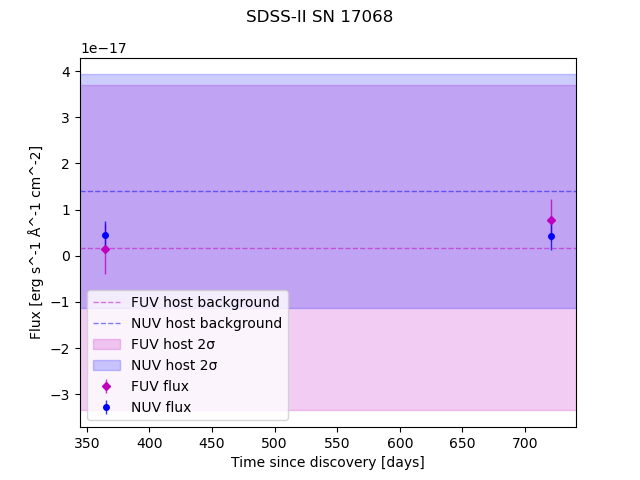 SDSS-II SN 17068
1e−17
4
3
2
1
0
−1
−2
−3
Flux [erg s^-1 Å^-1 cm^-2]
FUV host background
NUV host background
FUV host 2σ
NUV host 2σ
FUV flux
NUV flux
350 400 450 500 550 600 650 700
Time since discovery [days]